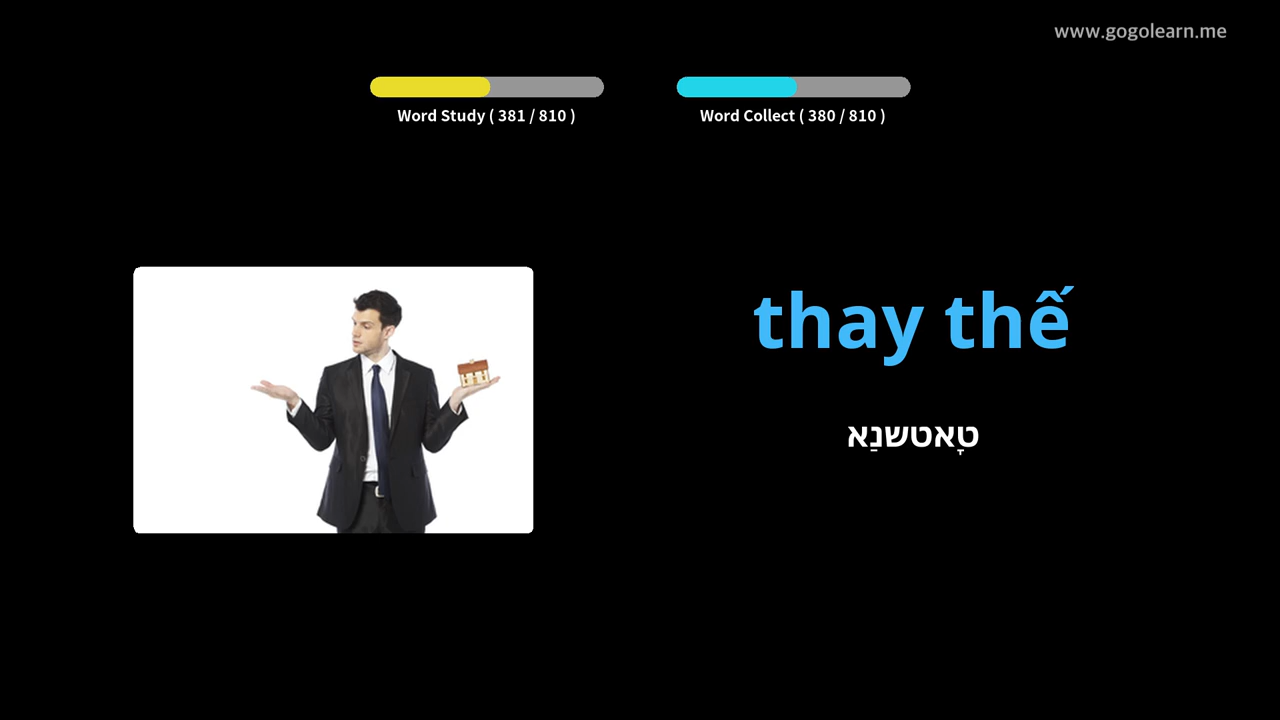 www.gogolearn.me
Word Study ( 381 / 810 )
Word Collect ( 380 / 810 )
thay thế
טָאטשנַא